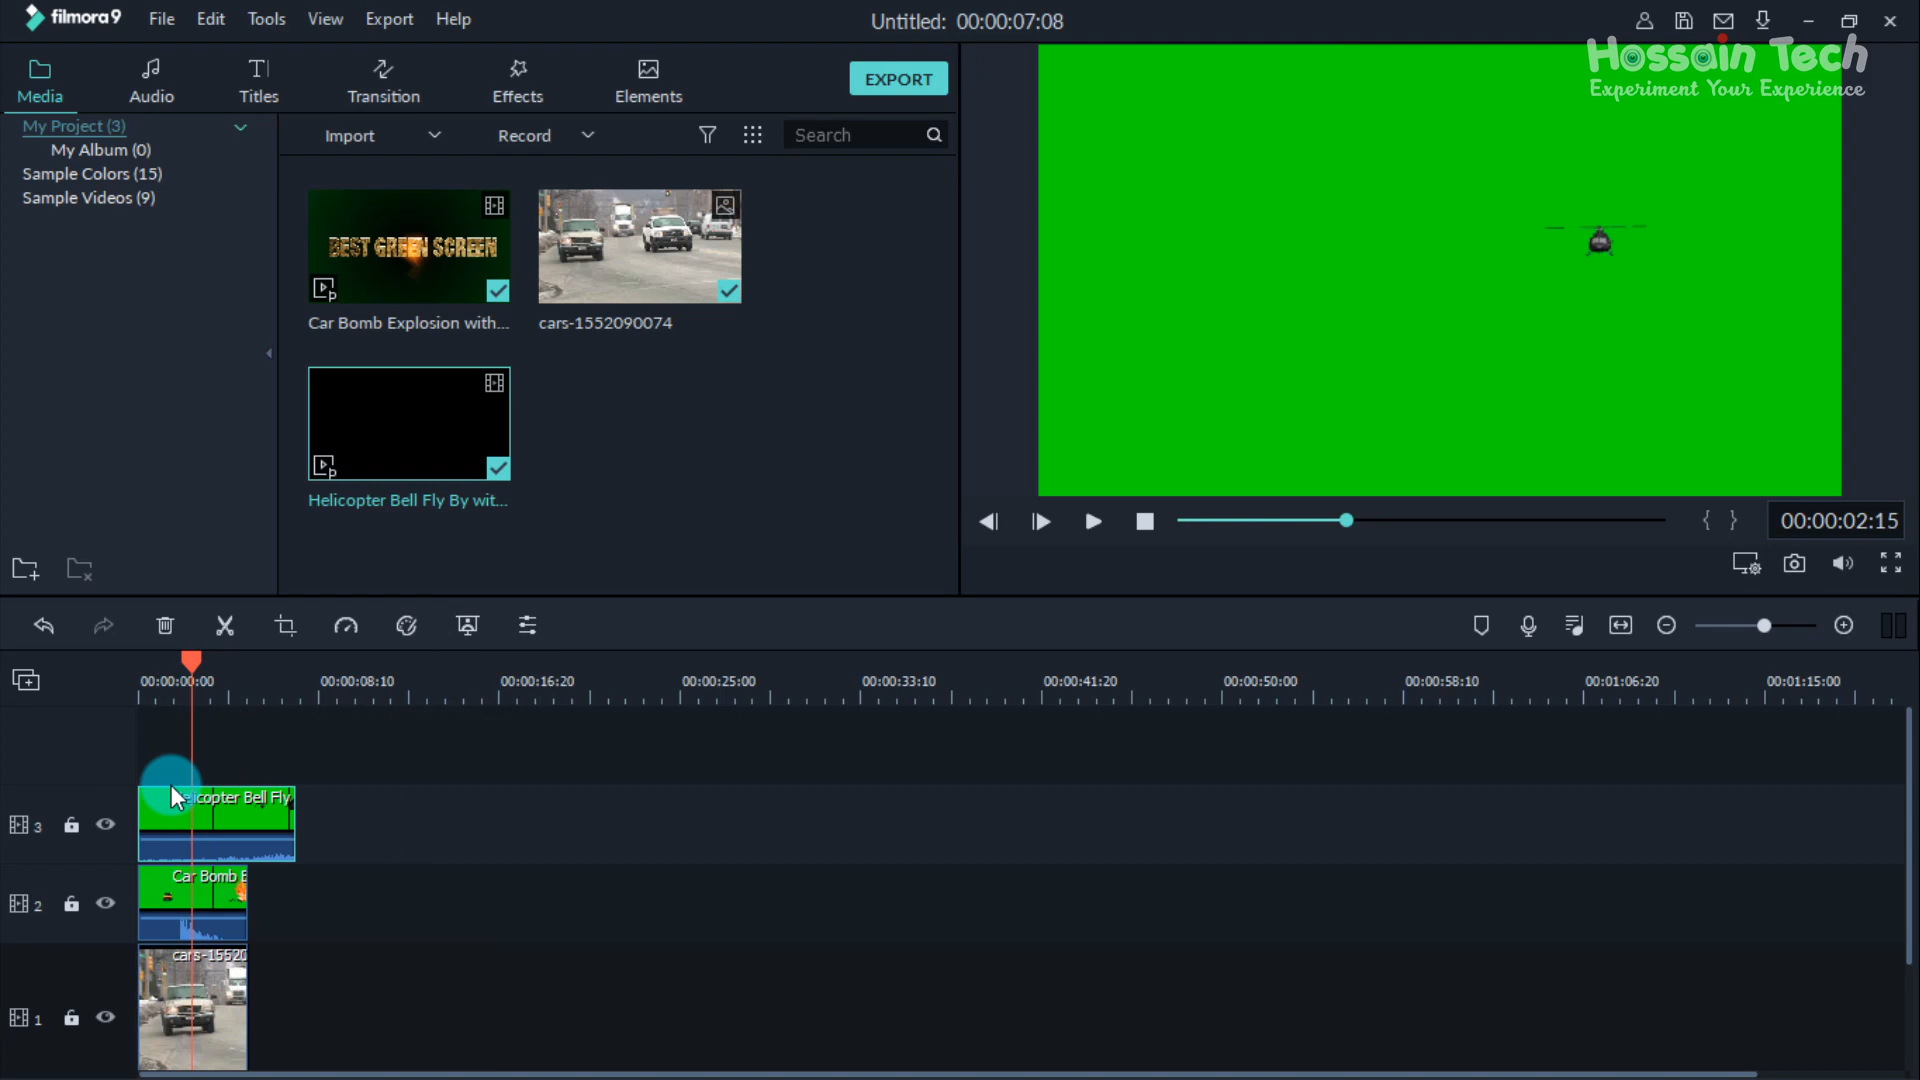 filmora9 File Edit Tools View Export Help Untitled: 00:00:07:08
Hossain Tech
Experiment Your Experience
Media Audio Titles Transition Effects Elements EXPORT
My Project (3)
My Album (0)
Sample Colors (15)
Sample Videos (9)
Import Record Search
BEST GREEN SCREEN
Car Bomb Explosion with... cars-1552090074
Helicopter Bell Fly By wit...
00:00:02:15
00:00:00:00 00:00:08:10 00:00:16:20 00:00:25:00 00:00:33:10 00:00:41:20 00:00:50:00 00:00:58:10 00:01:06:20 00:01:15:00
3 licopter Bell Fly
2 Car Bomb E
1 cars-15520